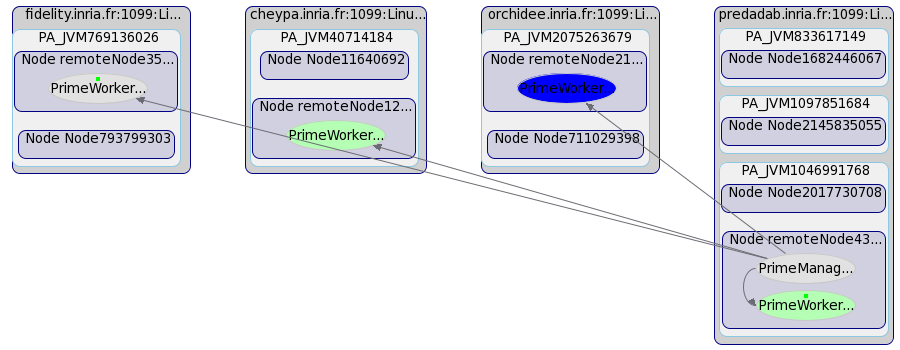 fidelity.inria.fr:1099:Li...
PA_JVM769136026
Node remoteNode35...
PrimeWorker...
Node Node793799303
cheypa.inria.fr:1099:Linu...
PA_JVM40714184
Node Node11640692
Node remoteNode12...
PrimeWorker...
orchidee.inria.fr:1099:Li...
PA_JVM2075263679
Node remoteNode21...
PrimeWorker...
Node Node711029398
predadab.inria.fr:1099:Li...
PA_JVM833617149
Node Node1682446067
PA_JVM1097851684
Node Node2145835055
PA_JVM1046991768
Node Node2017730708
Node remoteNode43...
PrimeManag...
PrimeWorker...